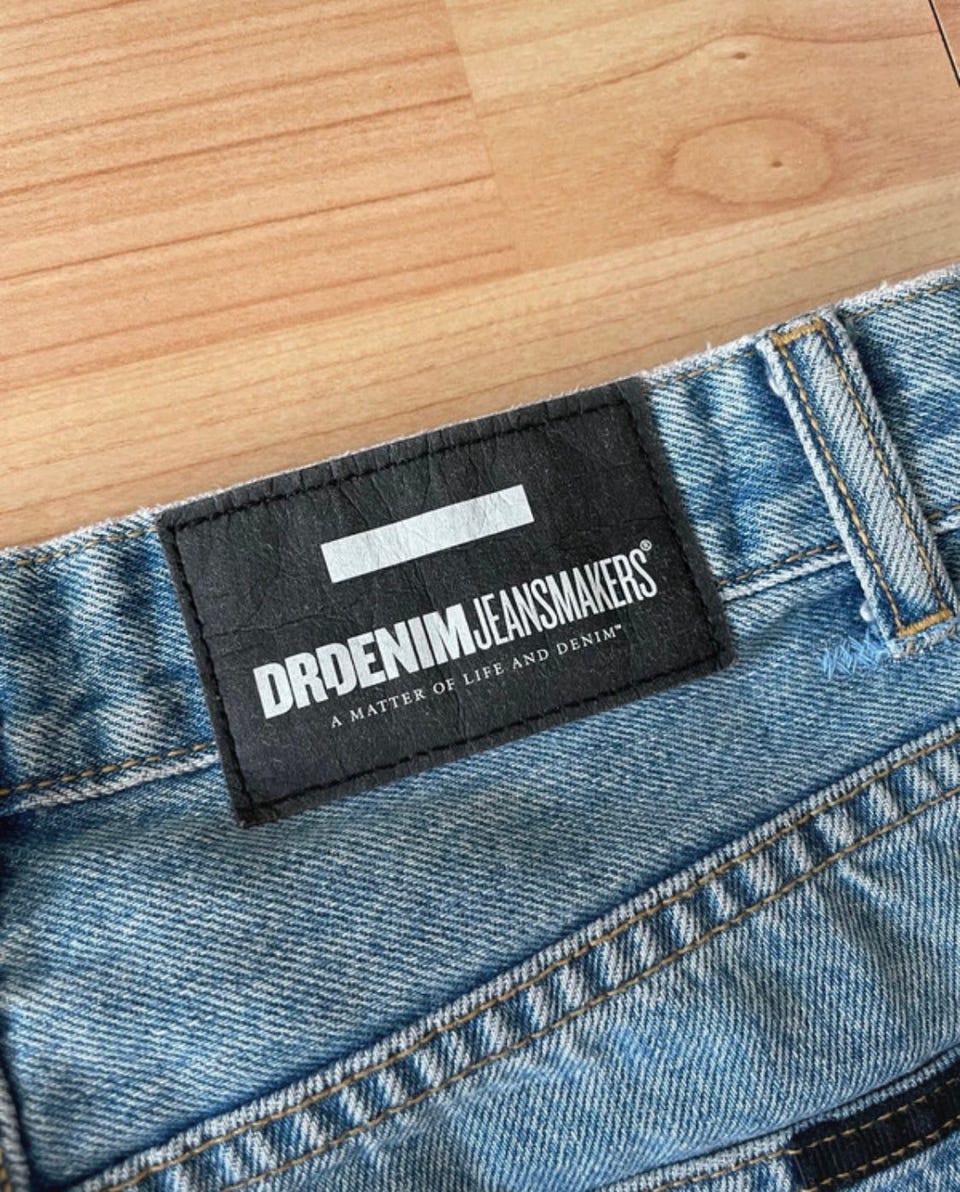 DRDENIMJEANSMAKERS®
A MATTER OF LIFE AND DENIM™